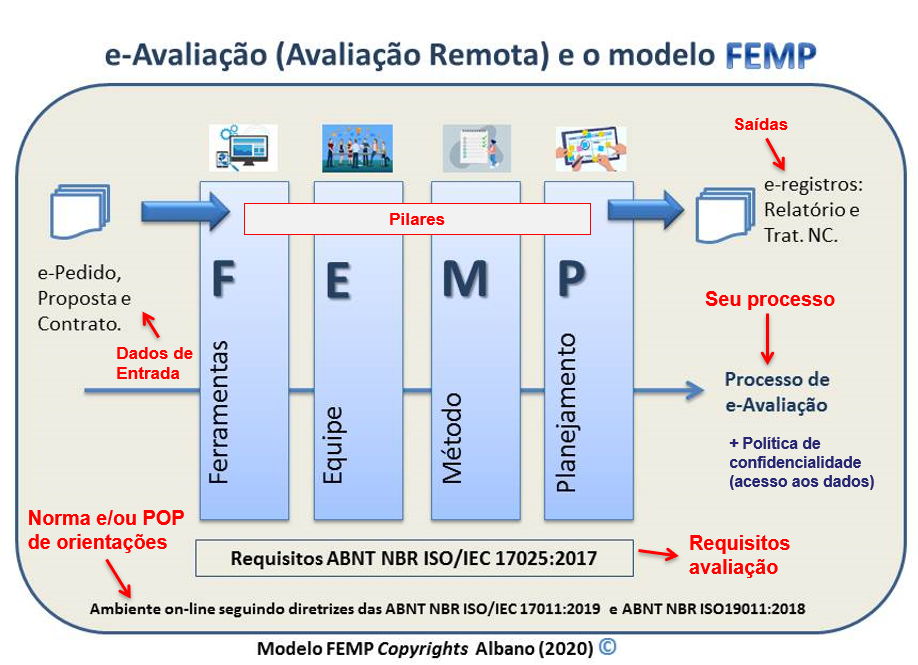 e-Avaliação (Avaliação Remota) e o modelo FEMP
Saídas
e-registros:
Relatório e
Trat. NC.
Pilares
e-Pedido,
Proposta e
Contrato.
Dados de
Entrada
F
E
M
P
Ferramentas
Equipe
Método
Planejamento
Seu processo
Processo de
e-Avaliação
+ Política de
confidencialidade
(acesso aos dados)
Norma e/ou POP
de orientações
Requisitos ABNT NBR ISO/IEC 17025:2017
Requisitos
avaliação
Ambiente on-line seguindo diretrizes das ABNT NBR ISO/IEC 17011:2019 e ABNT NBR ISO19011:2018
Modelo FEMP Copyrights Albano (2020) ©